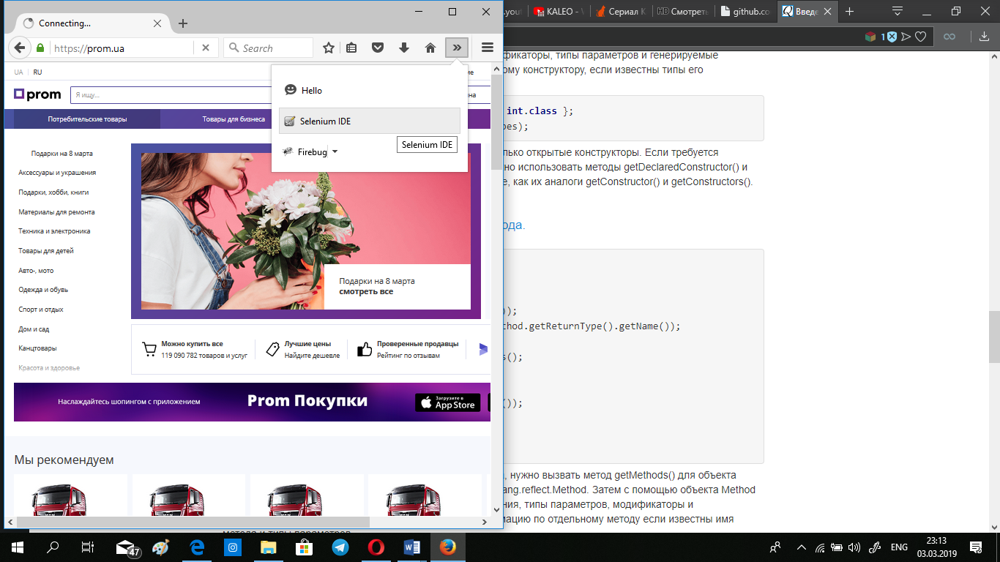 Connecting...
https://prom.ua
Search
UA | RU
prom
Я ищу...
Потребительские товары
Товары для бизнеса
Hello
Selenium IDE
Selenium IDE
Firebug
Подарки на 8 марта
Аксессуары и украшения
Подарки, хобби, книги
Материалы для ремонта
Техника и электроника
Товары для детей
Авто-, мото
Одежда и обувь
Спорт и отдых
Дом и сад
Канцтовары
Красота и здоровье
Подарки на 8 марта
смотреть все
Можно купить все
119 090 782 товаров и услуг
Лучшие цены
Найдите дешевле
Проверенные продавцы
Рейтинг по отзывам
Наслаждайтесь шопингом с приложением
Prom Покупки
Загрузите в
App Store
Мы рекомендуем
.yout
KALEO - V
Сериал К
HD Смотреть
github.co
Введе
1
фикаторы, типы параметров и генерируемые
ому конструктору, если известны типы его
int.class };
pes);
лько открытые конструкторы. Если требуется
но использовать методы getDeclaredConstructor() и
е, как их аналоги getConstructor() и getConstructors().
ода.
));
thod.getReturnType().getName());
s();
());
, нужно вызвать метод getMethods() для объекта
ang.reflect.Method. Затем с помощью объекта Method
ния, типы параметров, модификаторы и
мацию по отдельному методу если известны имя
метода и типы параметров
47
ENG
23:13
03.03.2019